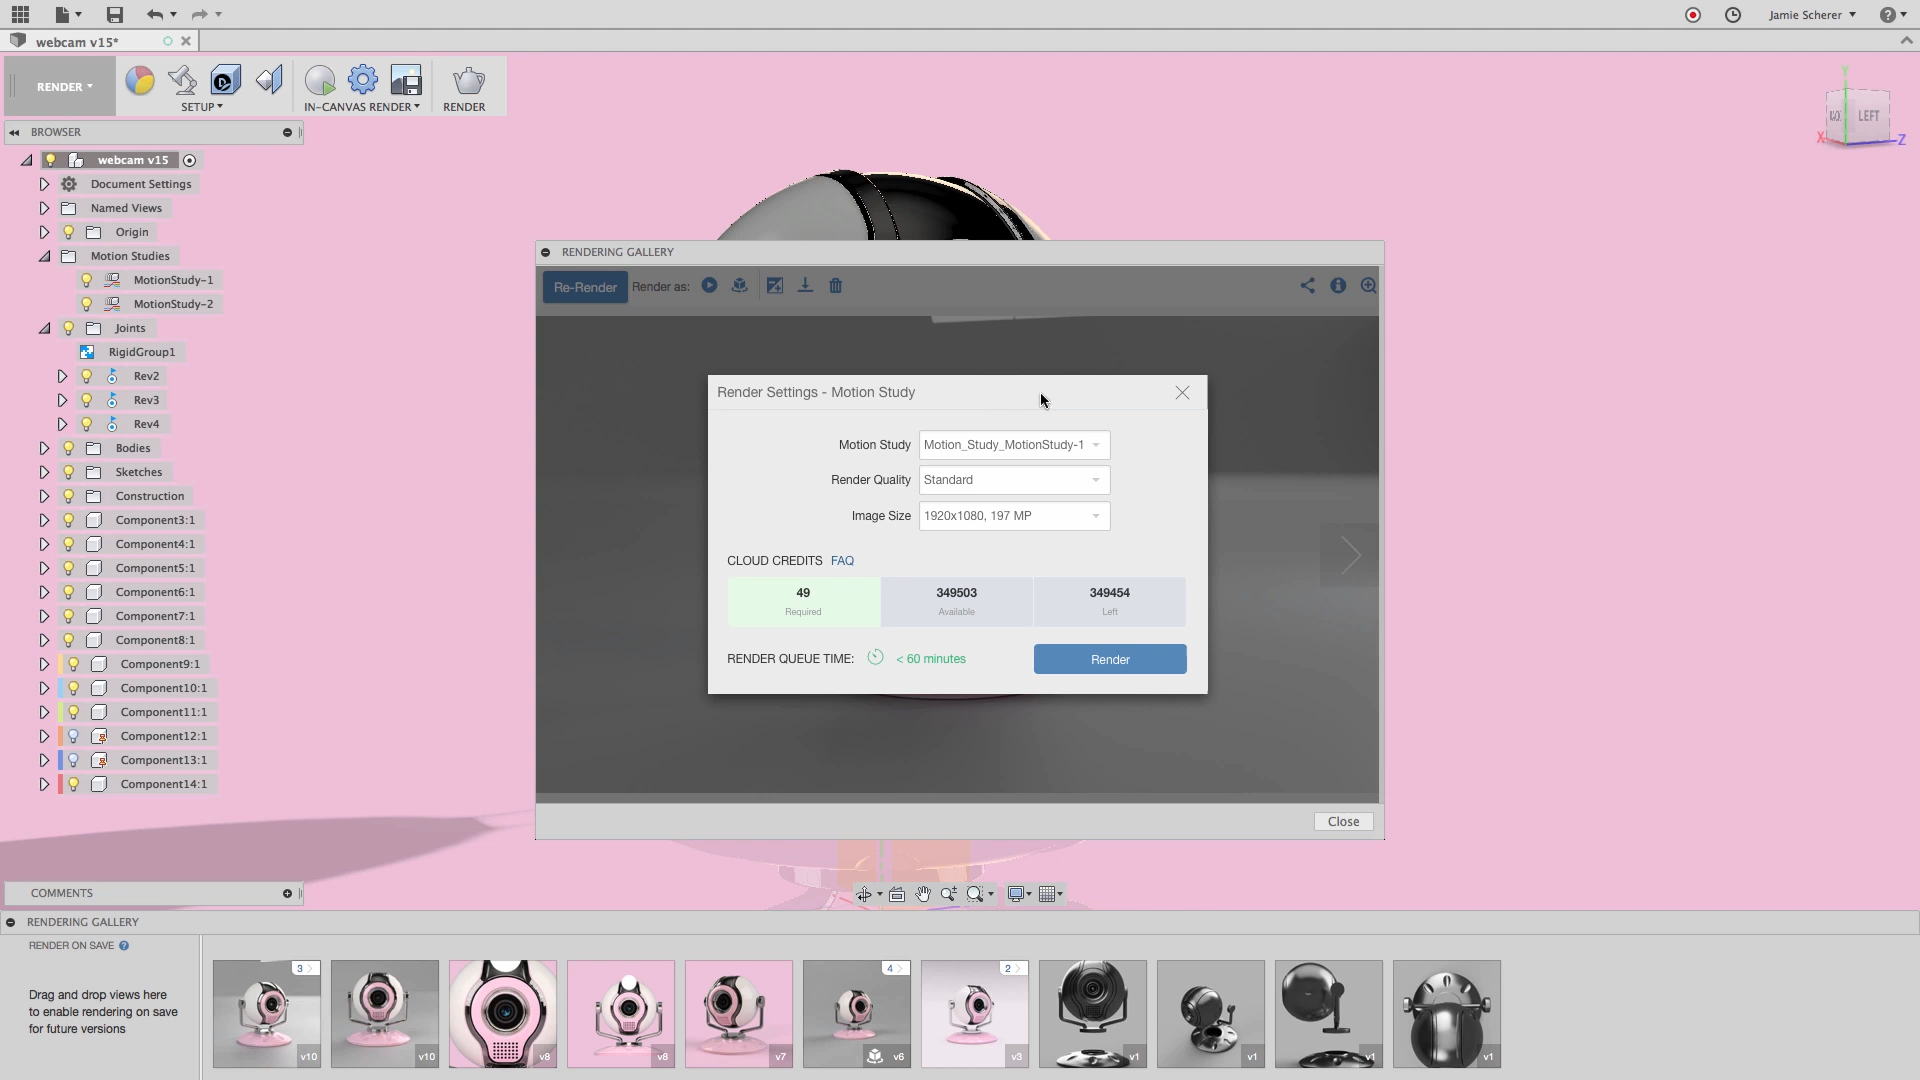 Jamie Scherer
webcam v15*
RENDER
SETUP
IN-CANVAS RENDER
RENDER
Y
LEFT
X
Z
BROWSER
webcam v15
Document Settings
Named Views
Origin
Motion Studies
MotionStudy-1
MotionStudy-2
Joints
RigidGroup1
Rev2
Rev3
Rev4
Bodies
Sketches
Construction
Component3:1
Component4:1
Component5:1
Component6:1
Component7:1
Component8:1
Component9:1
Component10:1
Component11:1
Component12:1
Component13:1
Component14:1
RENDERING GALLERY
Re-Render
Render as:
Render Settings - Motion Study
Motion Study
Motion_Study_MotionStudy-1
Render Quality
Standard
Image Size
1920x1080, 197 MP
CLOUD CREDITS FAQ
49
Required
349503
Available
349454
Left
RENDER QUEUE TIME:
< 60 minutes
Render
Close
COMMENTS
RENDERING GALLERY
RENDER ON SAVE
Drag and drop views here
to enable rendering on save
for future versions
3
v10
v10
v8
v8
v7
4
v6
2
v3
v1
v1
v1
v1